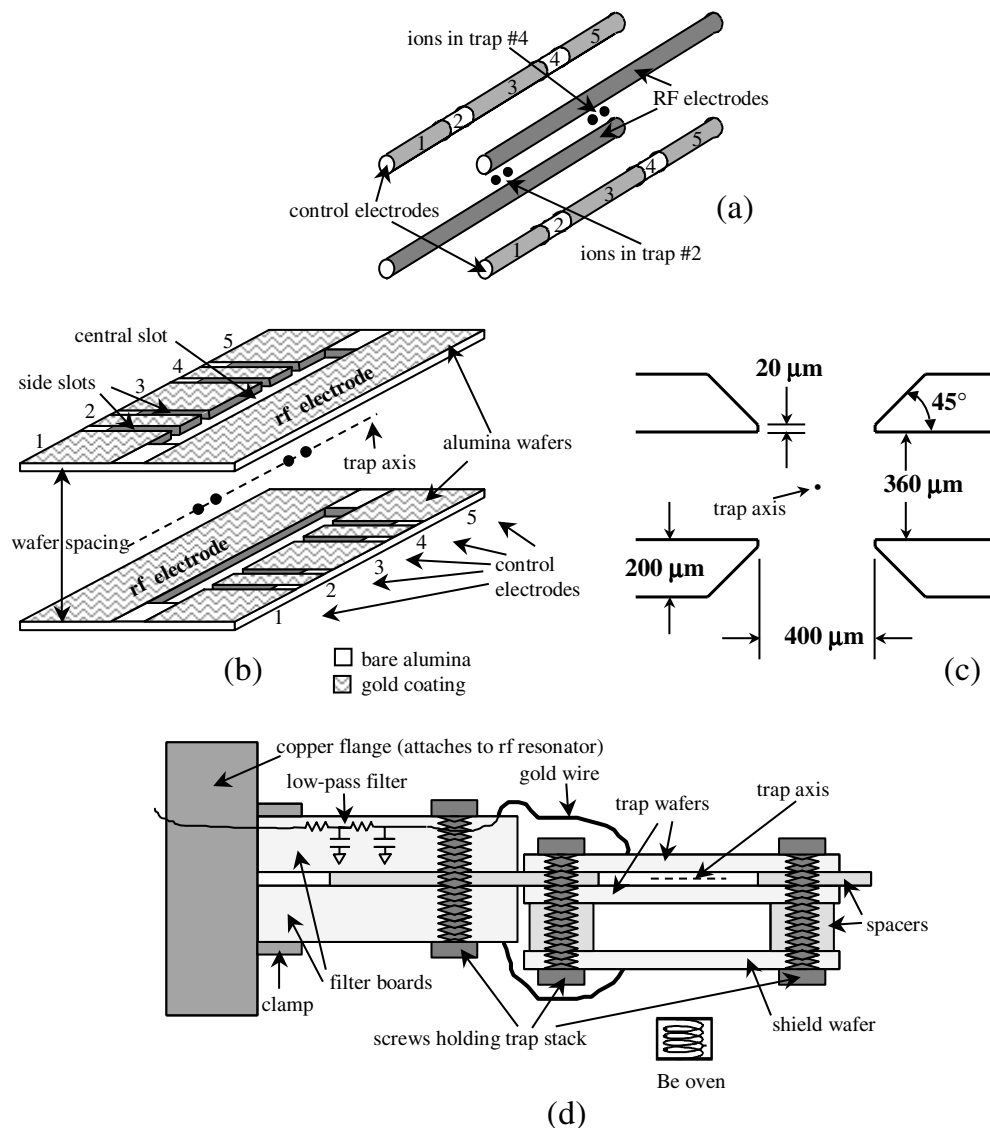 ions in trap #4
5
4
3
2
1
RF electrodes
control electrodes
5
4
3
2
1
ions in trap #2
(a)
central slot
side slots
5
4
3
2
1
rf electrode
trap axis
alumina wafers
wafer spacing
rf electrode
5
4
3
2
1
control
electrodes
(b)
bare alumina
gold coating
20 μm
45°
360 μm
trap axis
200 μm
400 μm
(c)
copper flange (attaches to rf resonator)
low-pass filter
gold wire
trap wafers
trap axis
spacers
filter boards
clamp
screws holding trap stack
shield wafer
Be oven
(d)